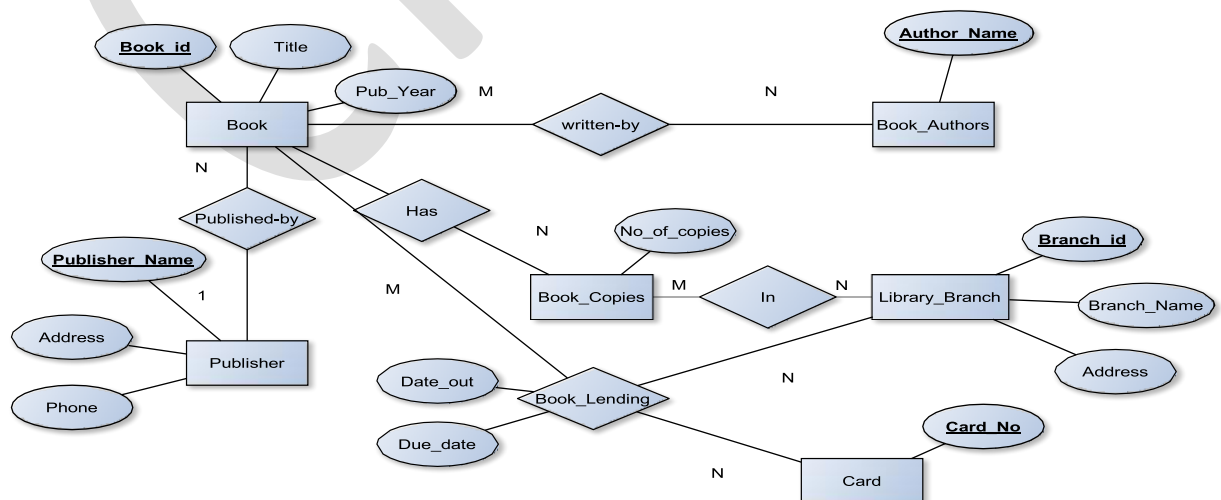 Author_Name
Book_id
Title
Pub_Year
M
N
Book
written-by
Book_Authors
N
Published-by
Has
N
No_of_copies
Branch_id
Publisher_Name
1
M
Book_Copies
M
In
N
Library_Branch
Branch_Name
Address
Publisher
Date_out
Book_Lending
N
Address
Phone
Due_date
Card_No
N
Card